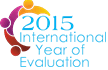 2015
International
Year of
Evaluation